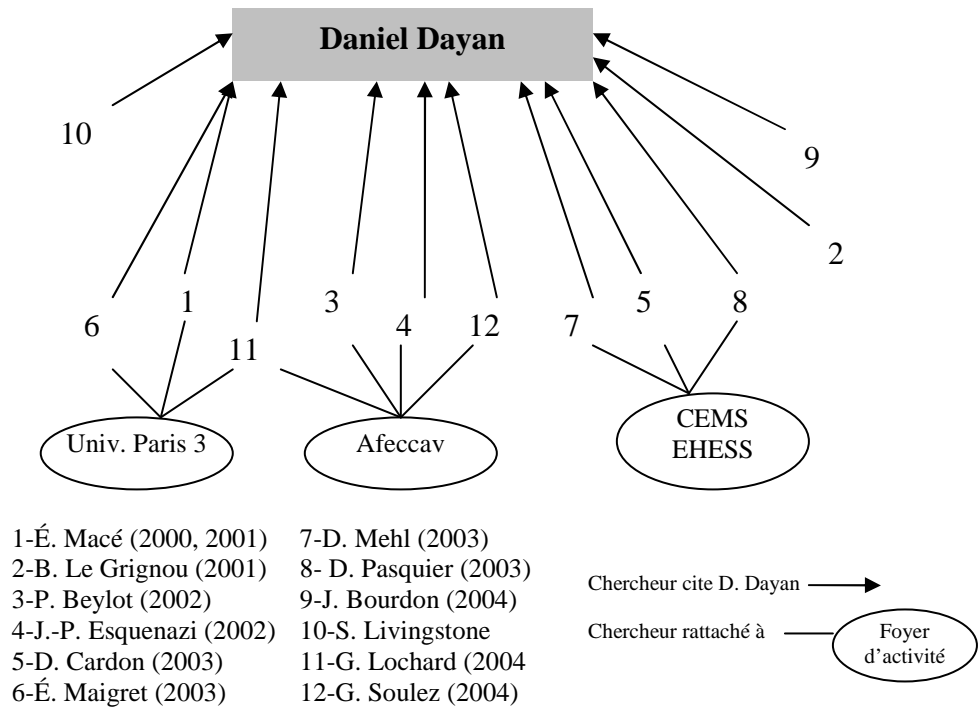 Daniel Dayan
10
9
2
6
1
11
3
4
12
7
5
8
Univ. Paris 3
Afeccav
CEMS
EHESS
1-É. Macé (2000, 2001)
2-B. Le Grignou (2001)
3-P. Beylot (2002)
4-J.-P. Esquenazi (2002)
5-D. Cardon (2003)
6-É. Maigret (2003)
7-D. Mehl (2003)
8- D. Pasquier (2003)
9-J. Bourdon (2004)
10-S. Livingstone
11-G. Lochard (2004
12-G. Soulez (2004)
Chercheur cite D. Dayan
Chercheur rattaché à
Foyer
d'activité